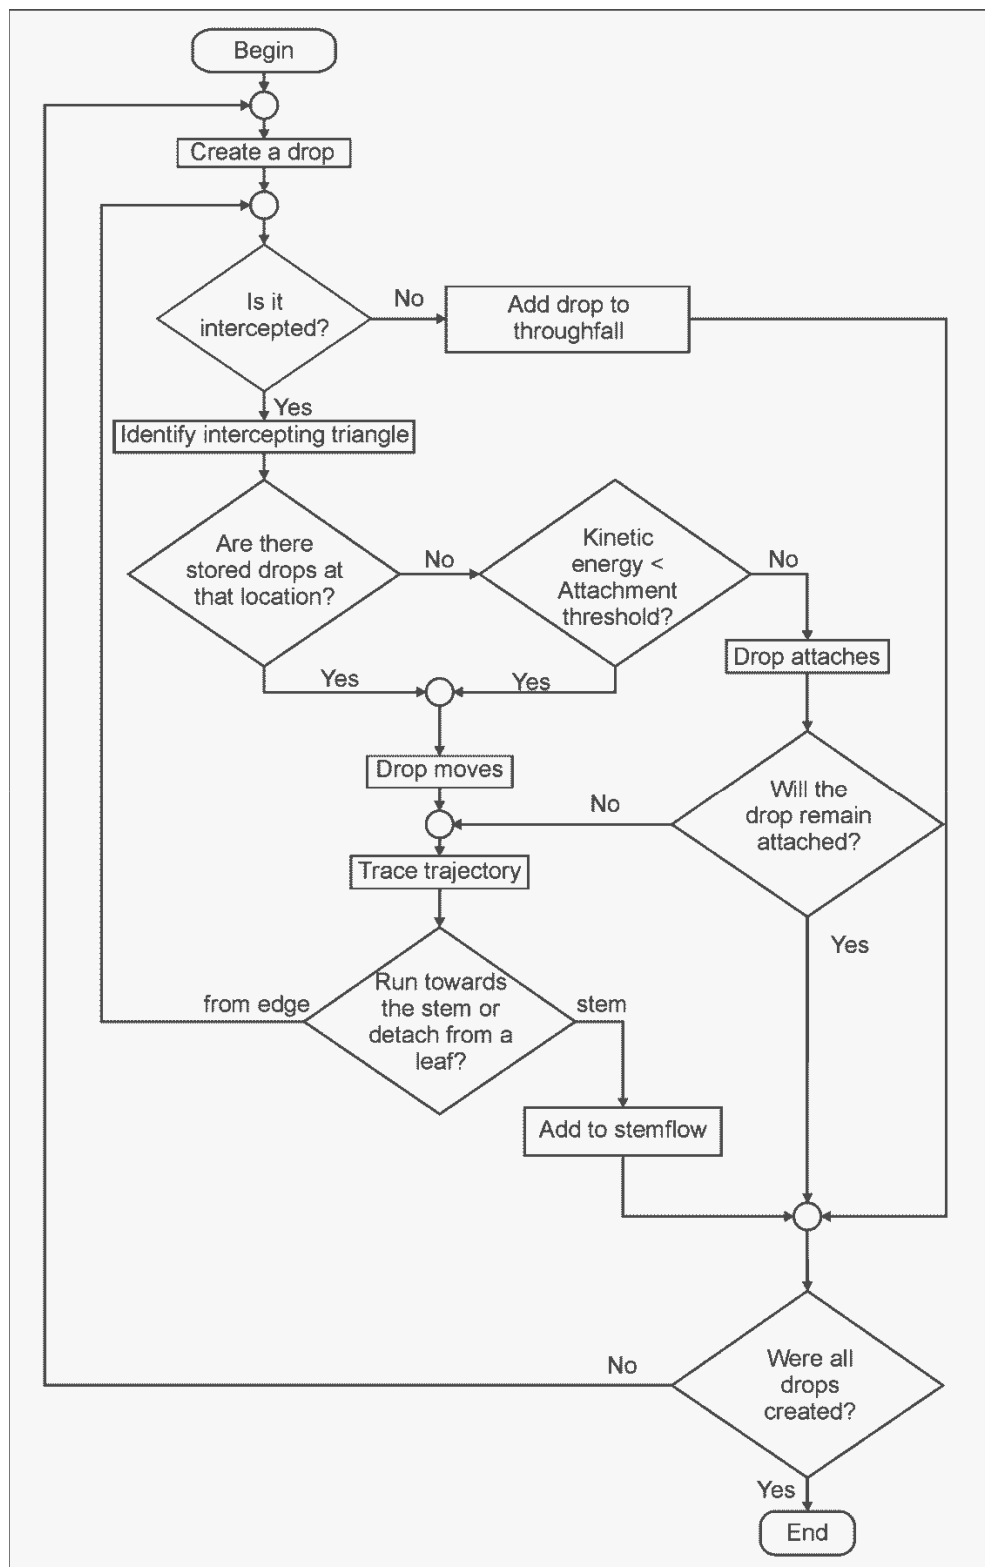 Begin
Create a drop
Is it
intercepted?
No
Add drop to
throughfall
Yes
Identify intercepting triangle
Are there
stored drops at
that location?
No
Kinetic
energy <
Attachment
threshold?
No
Drop attaches
Yes
Yes
Drop moves
No
Will the
drop remain
attached?
Trace trajectory
Yes
from edge
Run towards
the stem or
detach from a
leaf?
stem
Add to stemflow
No
Were all
drops
created?
Yes
End